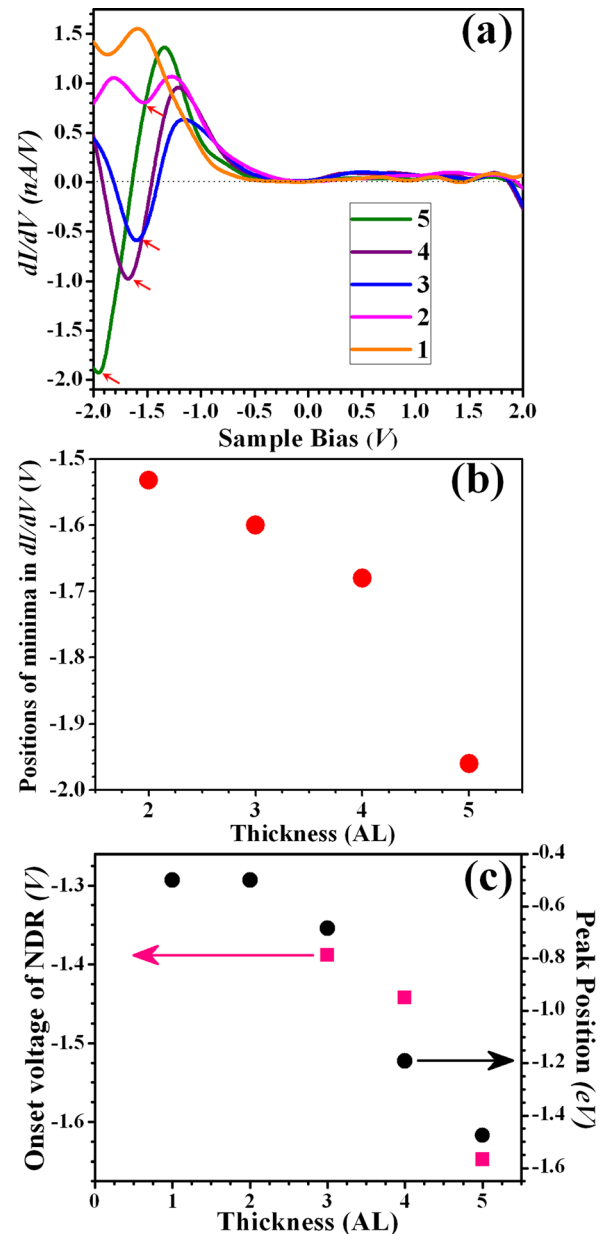 (a)
1.5
1.0
0.5
0.0
-0.5
-1.0
-1.5
-2.0
dI/dV (nA/V)
5
4
3
2
1
-2.0 -1.5 -1.0 -0.5 0.0 0.5 1.0 1.5 2.0
Sample Bias (V)
(b)
-1.5
-1.6
-1.7
-1.8
-1.9
-2.0
Positions of minima in dI/dV (V)
2 3 4 5
Thickness (AL)
(c)
-1.3
-1.4
-1.5
-1.6
Onset voltage of NDR (V)
-0.4
-0.6
-0.8
-1.0
-1.2
-1.4
-1.6
Peak Position (eV)
0 1 2 3 4 5
Thickness (AL)